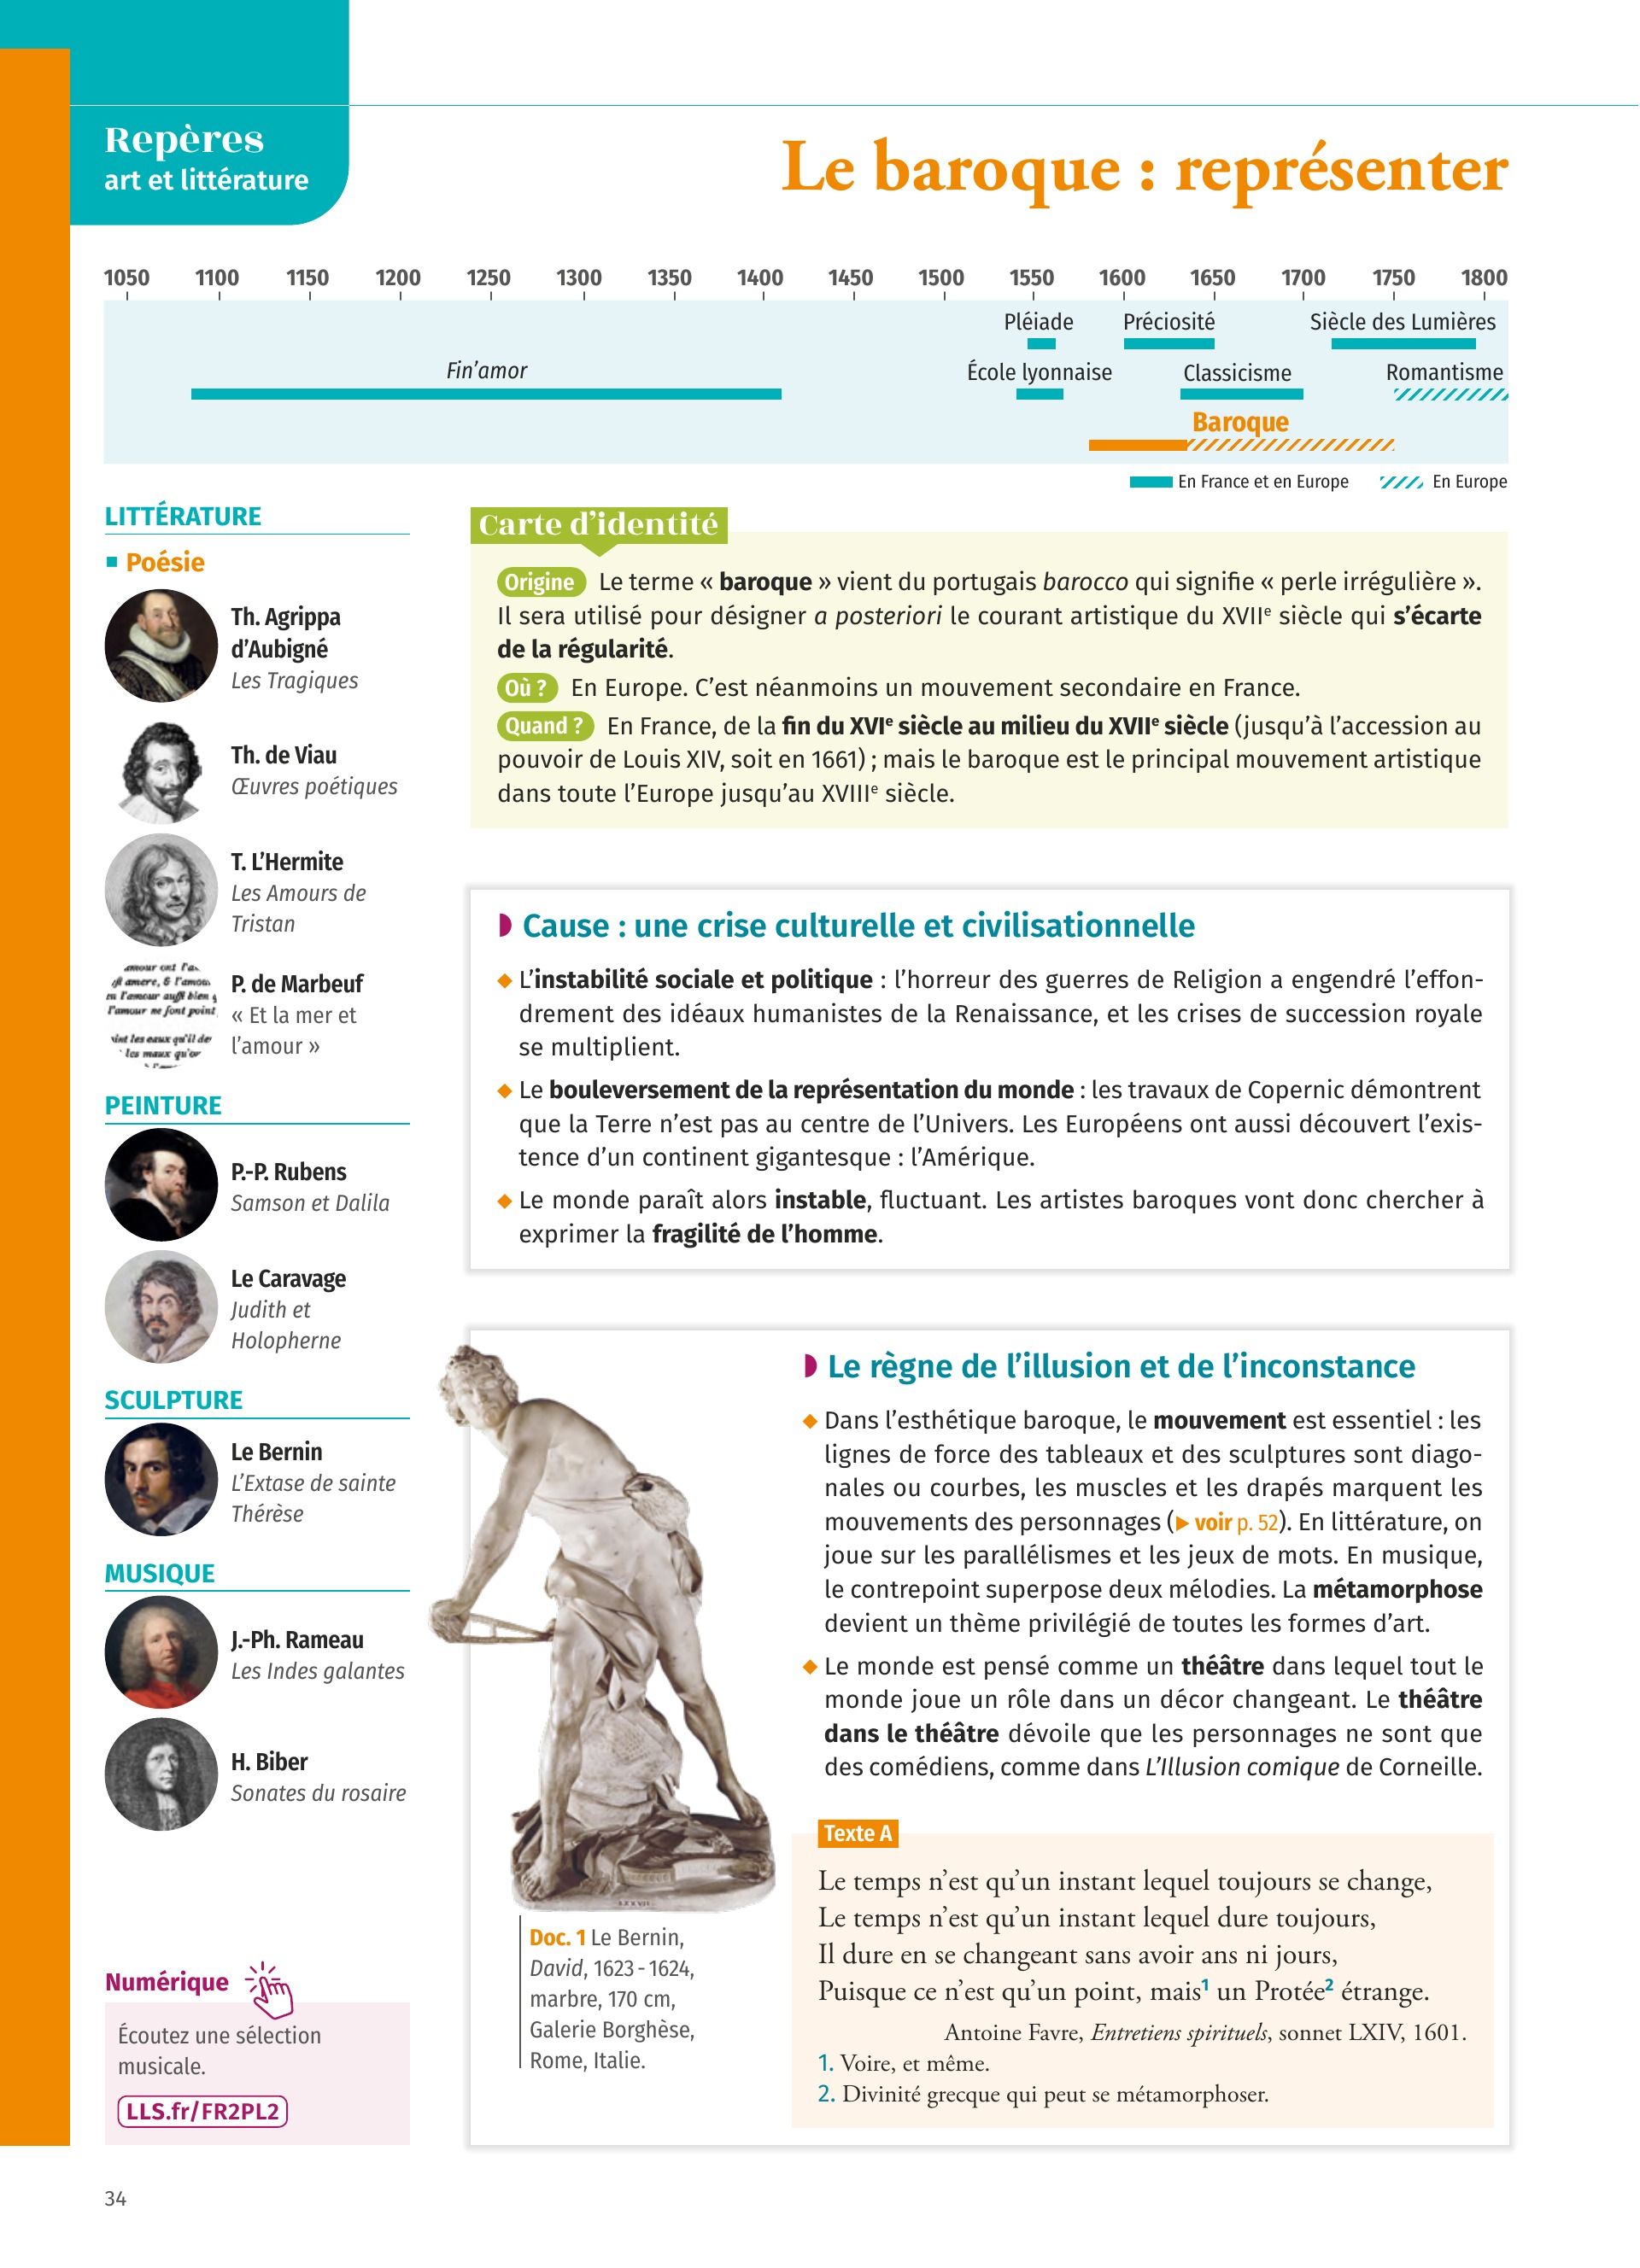 Repères
art et littérature
Le baroque : représenter
1050 1100 1150 1200 1250 1300 1350 1400 1450 1500 1550 1600 1650 1700 1750 1800
Pléiade Préciosité Siècle des Lumières
Fin’amor École lyonnaise Classicisme Romantisme
Baroque
En France et en Europe En Europe
LITTÉRATURE
Poésie
Th. Agrippa
d’Aubigné
Les Tragiques
Th. de Viau
Œuvres poétiques
T. L’Hermite
Les Amours de
Tristan
P. de Marbeuf
« Et la mer et
l’amour »
PEINTURE
P.-P. Rubens
Samson et Dalila
Le Caravage
Judith et
Holopherne
SCULPTURE
Le Bernin
L’Extase de sainte
Thérèse
MUSIQUE
J.-Ph. Rameau
Les Indes galantes
H. Biber
Sonates du rosaire
Numérique
Écoutez une sélection
musicale.
LLS.fr/FR2PL2
Carte d’identité
Origine Le terme « baroque » vient du portugais barocco qui signifie « perle irrégulière ».
Il sera utilisé pour désigner a posteriori le courant artistique du XVIIe siècle qui s’écarte
de la régularité.
Où ? En Europe. C’est néanmoins un mouvement secondaire en France.
Quand ? En France, de la fin du XVIe siècle au milieu du XVIIe siècle (jusqu’à l’accession au
pouvoir de Louis XIV, soit en 1661) ; mais le baroque est le principal mouvement artistique
dans toute l’Europe jusqu’au XVIIIe siècle.
Cause : une crise culturelle et civilisationnelle
L’instabilité sociale et politique : l’horreur des guerres de Religion a engendré l’effon-
drement des idéaux humanistes de la Renaissance, et les crises de succession royale
se multiplient.
Le bouleversement de la représentation du monde : les travaux de Copernic démontrent
que la Terre n’est pas au centre de l’Univers. Les Européens ont aussi découvert l’exis-
tence d’un continent gigantesque : l’Amérique.
Le monde paraît alors instable, fluctuant. Les artistes baroques vont donc chercher à
exprimer la fragilité de l’homme.
Le règne de l’illusion et de l’inconstance
Dans l’esthétique baroque, le mouvement est essentiel : les
lignes de force des tableaux et des sculptures sont diago-
nales ou courbes, les muscles et les drapés marquent les
mouvements des personnages (▶ voir p. 52). En littérature, on
joue sur les parallélismes et les jeux de mots. En musique,
le contrepoint superpose deux mélodies. La métamorphose
devient un thème privilégié de toutes les formes d’art.
Le monde est pensé comme un théâtre dans lequel tout le
monde joue un rôle dans un décor changeant. Le théâtre
dans le théâtre dévoile que les personnages ne sont que
des comédiens, comme dans L’Illusion comique de Corneille.
Doc. 1 Le Bernin,
David, 1623 - 1624,
marbre, 170 cm,
Galerie Borghèse,
Rome, Italie.
Texte A
Le temps n’est qu’un instant lequel toujours se change,
Le temps n’est qu’un instant lequel dure toujours,
Il dure en se changeant sans avoir ans ni jours,
Puisque ce n’est qu’un point, mais1 un Protée2 étrange.
Antoine Favre, Entretiens spirituels, sonnet LXIV, 1601.
1. Voire, et même.
2. Divinité grecque qui peut se métamorphoser.
34